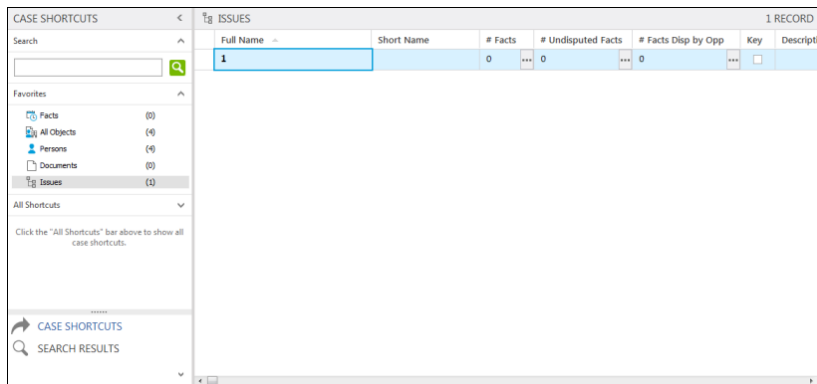 CASE SHORTCUTS
Search
Favorites
Facts (0)
All Objects (4)
Persons (4)
Documents (0)
Issues (1)
All Shortcuts
Click the "All Shortcuts" bar above to show all
case shortcuts.
CASE SHORTCUTS
SEARCH RESULTS
ISSUES 1 RECORD
Full Name Short Name # Facts # Undisputed Facts # Facts Disp by Opp Key Descripti
1 0 ... 0 ... 0 ...